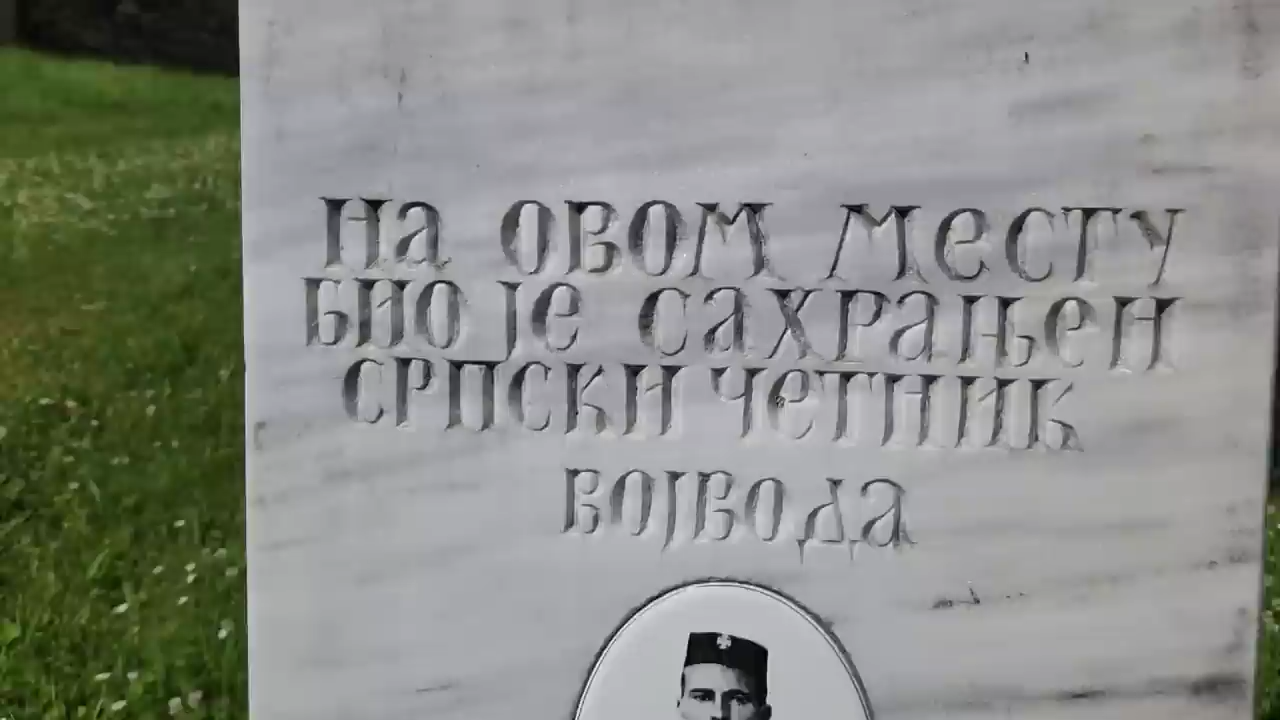 На овом месту
био је сахрањен
српски четник
војвода